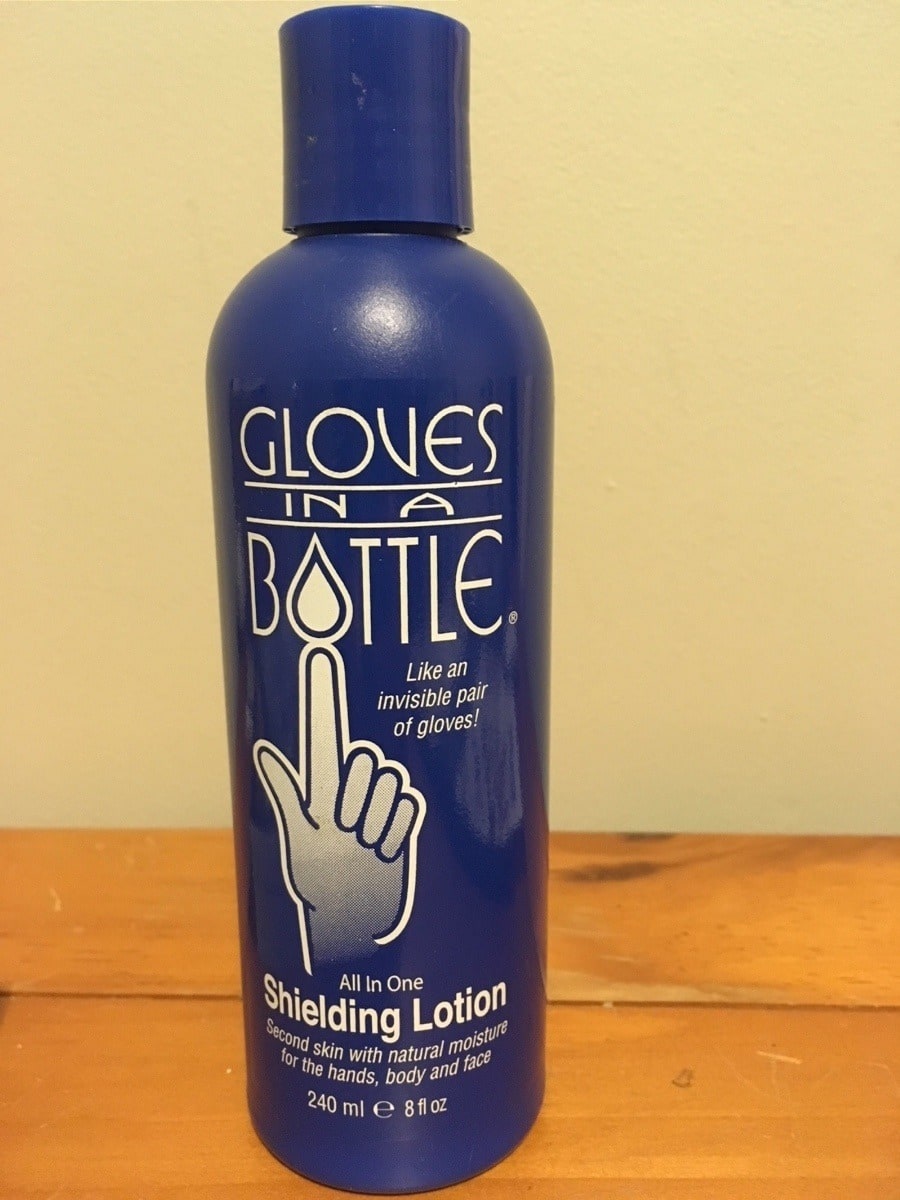 GLOVES
IN A
BOTTLE®
Like an
invisible pair
of gloves!
All In One
Shielding Lotion
Second skin with natural moisture
for the hands, body and face
240 ml ℮ 8 fl oz